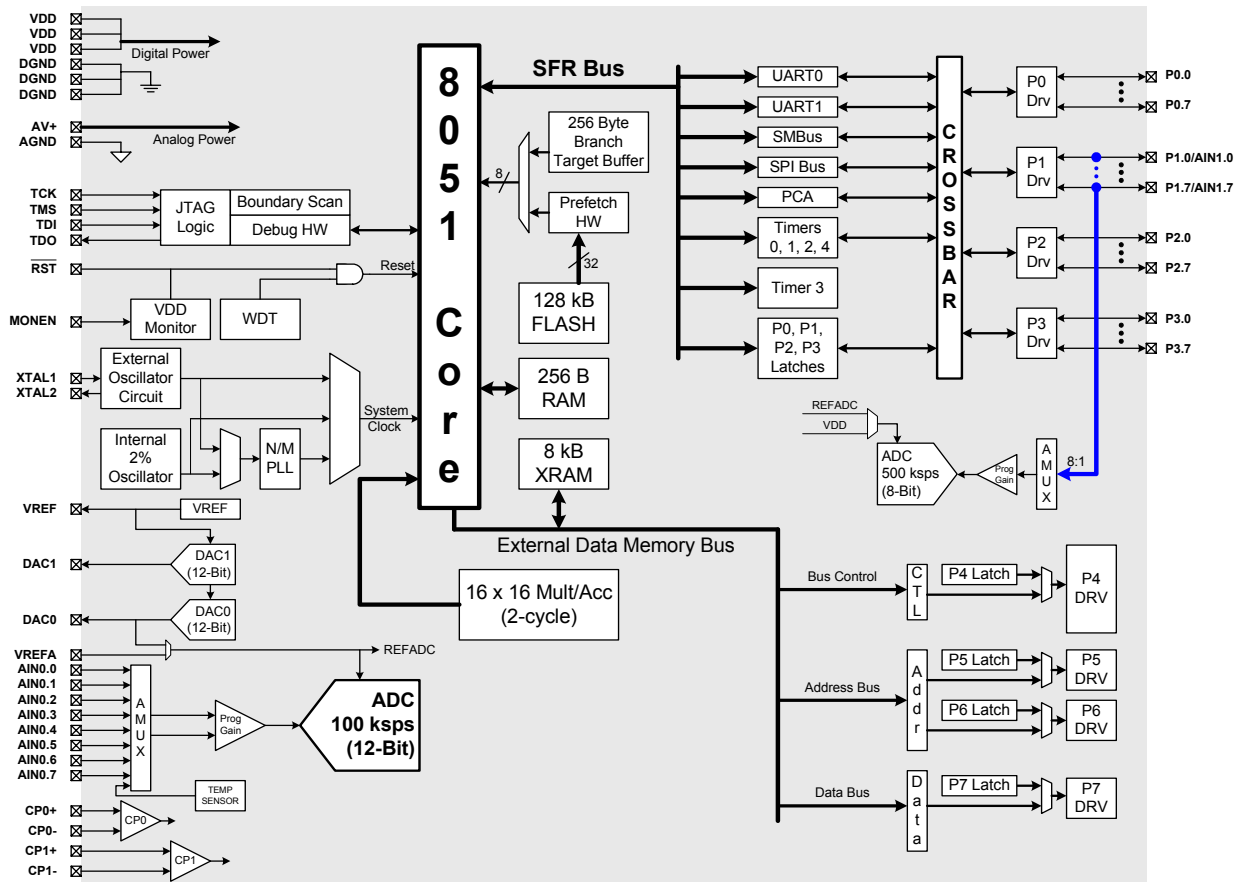 VDD
VDD
VDD
Digital Power
DGND
DGND
DGND
AV+
Analog Power
AGND
TCK
TMS
TDI
TDO
JTAG
Logic
Boundary Scan
Debug HW
RST
Reset
MONEN
VDD
Monitor
WDT
XTAL1
XTAL2
External
Oscillator
Circuit
Internal
2%
Oscillator
N/M
PLL
System
Clock
VREF
VREF
DAC1
DAC1
(12-Bit)
DAC0
DAC0
(12-Bit)
VREFA
REFADC
AIN0.0
AIN0.1
AIN0.2
AIN0.3
AIN0.4
AIN0.5
AIN0.6
AIN0.7
A
M
U
X
Prog
Gain
ADC
100 ksps
(12-Bit)
TEMP
SENSOR
CP0+
CP0-
CP0
CP1+
CP1-
CP1
8
0
5
1
C
o
r
e
SFR Bus
8
256 Byte
Branch
Target Buffer
Prefetch
HW
32
128 kB
FLASH
256 B
RAM
8 kB
XRAM
External Data Memory Bus
16 x 16 Mult/Acc
(2-cycle)
UART0
UART1
SMBus
SPI Bus
PCA
Timers
0, 1, 2, 4
Timer 3
P0, P1,
P2, P3
Latches
C
R
O
S
S
B
A
R
P0
Drv
P0.0
P0.7
P1
Drv
P1.0/AIN1.0
P1.7/AIN1.7
P2
Drv
P2.0
P2.7
P3
Drv
P3.0
P3.7
REFADC
VDD
ADC
500 ksps
(8-Bit)
Prog
Gain
A
M
U
X
8:1
Bus Control
C
T
L
P4 Latch
P4
DRV
Address Bus
A
d
d
r
P5 Latch
P5
DRV
P6 Latch
P6
DRV
Data Bus
D
a
t
a
P7 Latch
P7
DRV